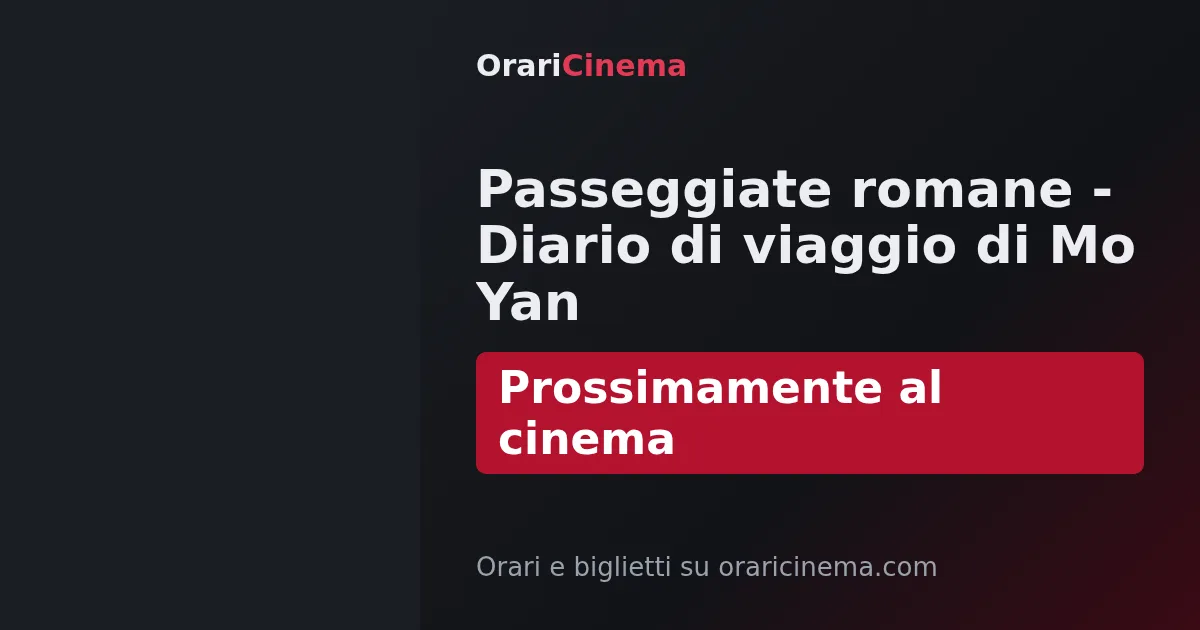 OrariCinema
Passeggiate romane -
Diario di viaggio di Mo
Yan
Prossimamente al
cinema
Orari e biglietti su oraricinema.com